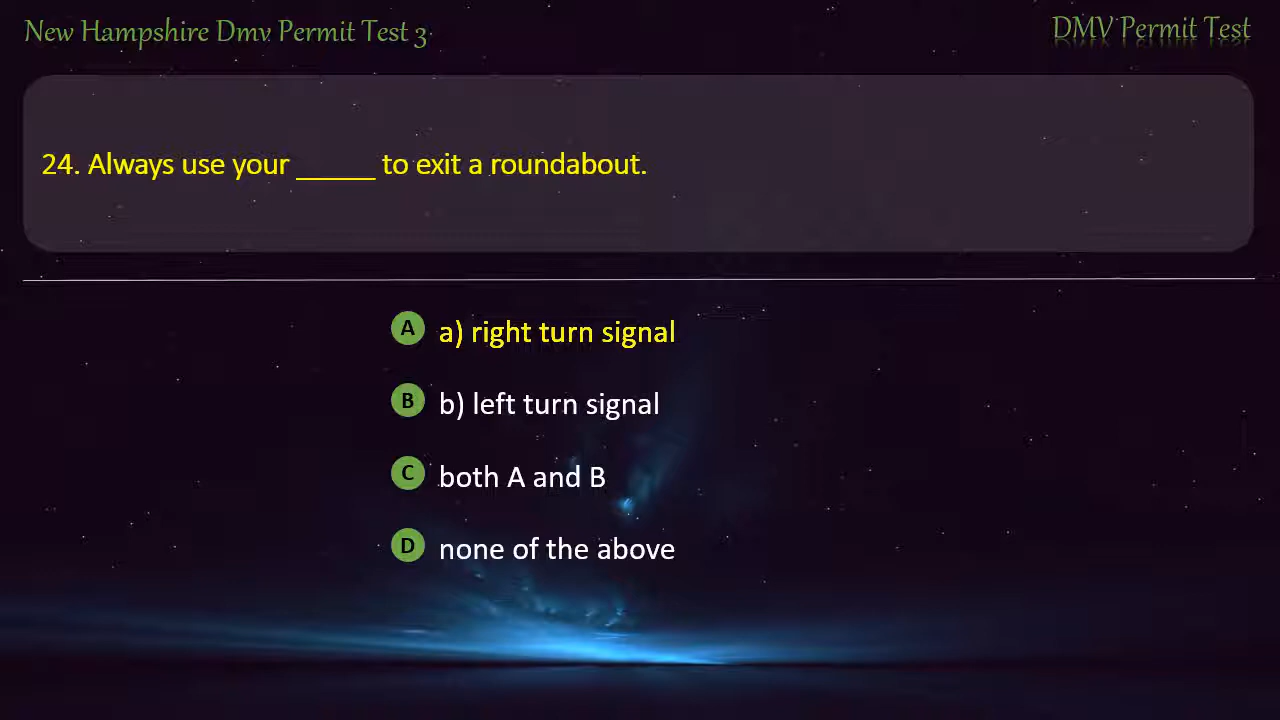 New Hampshire Dmv Permit Test 3
DMV Permit Test
24. Always use your _____ to exit a roundabout.
A a) right turn signal
B b) left turn signal
C both A and B
D none of the above